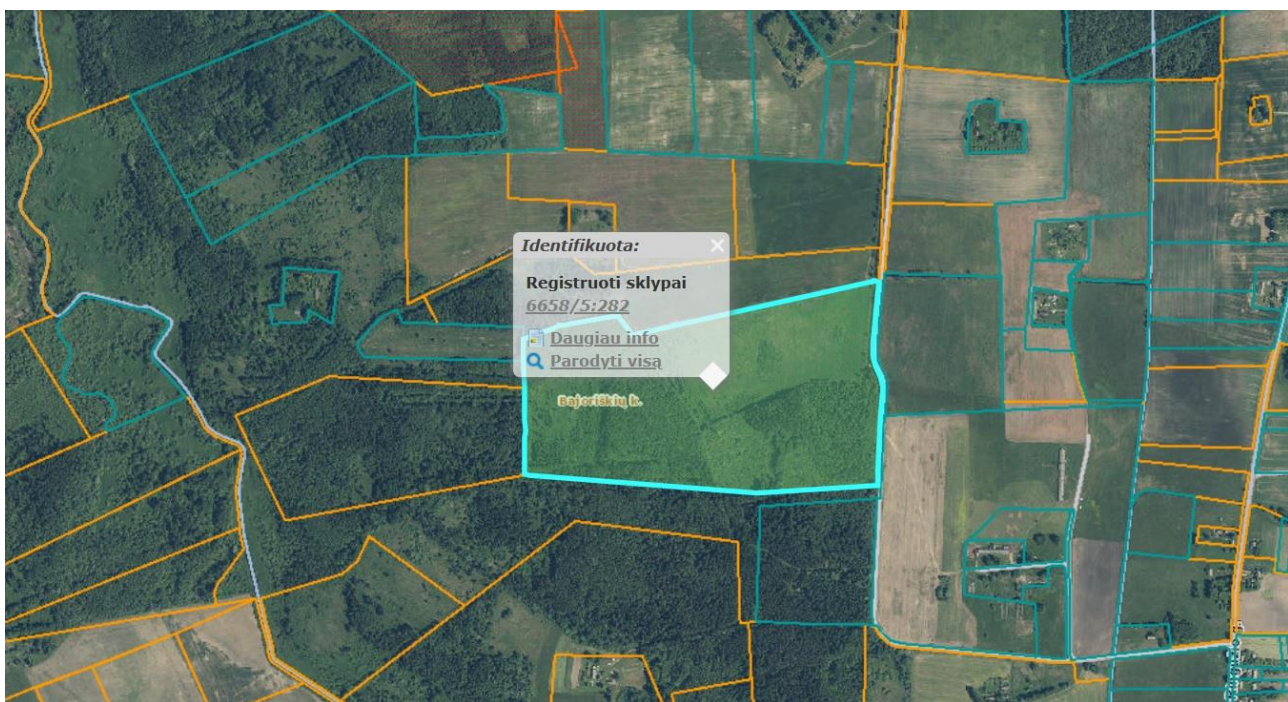 Identifikuota:
Registruoti sklypai
6658/5:282
Daugiau info
Parodyti visą
Bajoriškių k.